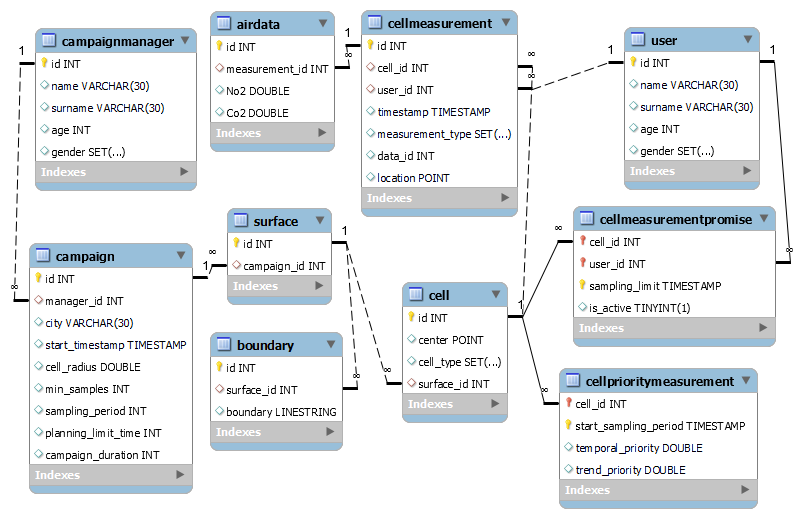 campaignmanager
id INT
name VARCHAR(30)
surname VARCHAR(30)
age INT
gender SET(...)
Indexes
airdata
id INT
measurement_id INT
No2 DOUBLE
Co2 DOUBLE
Indexes
cellmeasurement
id INT
cell_id INT
user_id INT
timestamp TIMESTAMP
measurement_type SET(...)
data_id INT
location POINT
Indexes
user
id INT
name VARCHAR(30)
surname VARCHAR(30)
age INT
gender SET(...)
Indexes
1
∞
1
∞
∞
∞
1
1
∞
campaign
id INT
manager_id INT
city VARCHAR(30)
start_timestamp TIMESTAMP
cell_radius DOUBLE
min_samples INT
sampling_period INT
planning_limit_time INT
campaign_duration INT
Indexes
1
∞
surface
id INT
campaign_id INT
Indexes
1
∞
∞
boundary
id INT
surface_id INT
boundary LINESTRING
Indexes
cell
id INT
center POINT
cell_type SET(...)
surface_id INT
Indexes
1
∞
∞
cellmeasurementpromise
cell_id INT
user_id INT
sampling_limit TIMESTAMP
is_active TINYINT(1)
Indexes
cellprioritymeasurement
cell_id INT
start_sampling_period TIMESTAMP
temporal_priority DOUBLE
trend_priority DOUBLE
Indexes